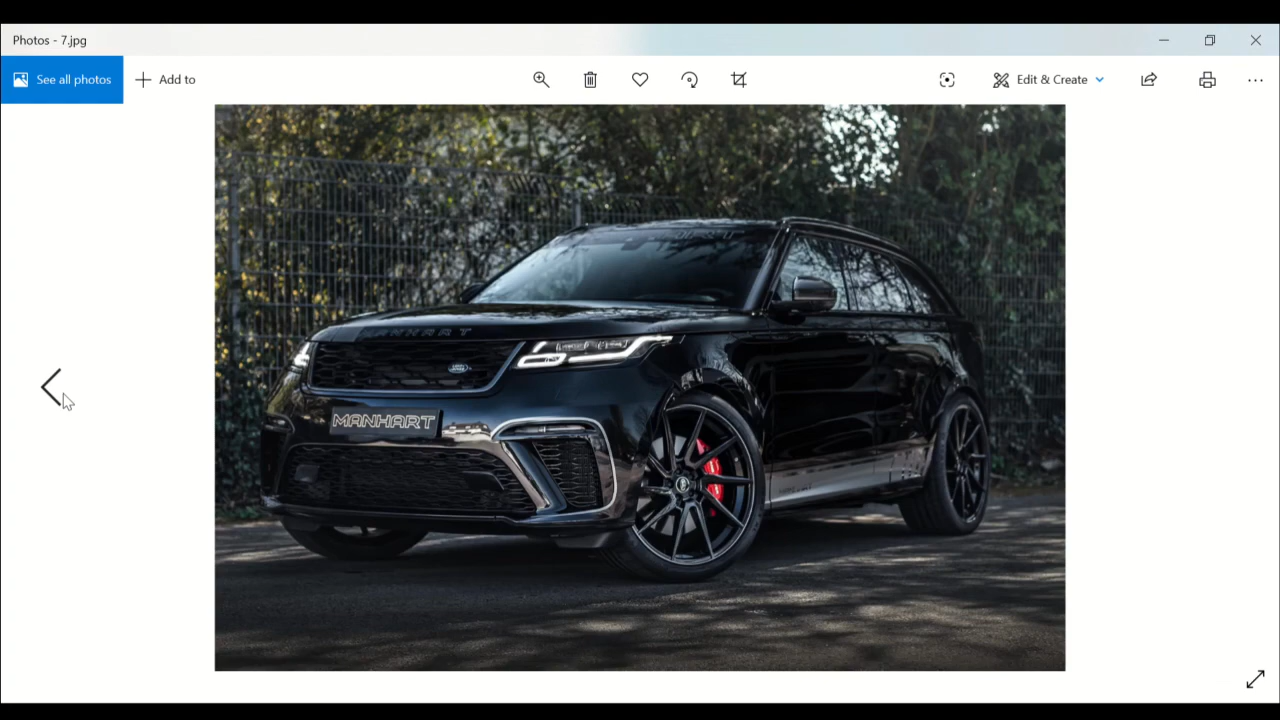 Photos - 7.jpg
See all photos
Add to
Edit & Create
MANHART
MANHART